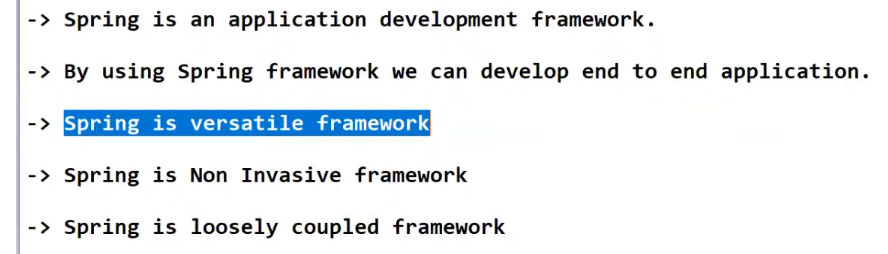 -> Spring is an application development framework.
-> By using Spring framework we can develop end to end application.
-> Spring is versatile framework
-> Spring is Non Invasive framework
-> Spring is loosely coupled framework